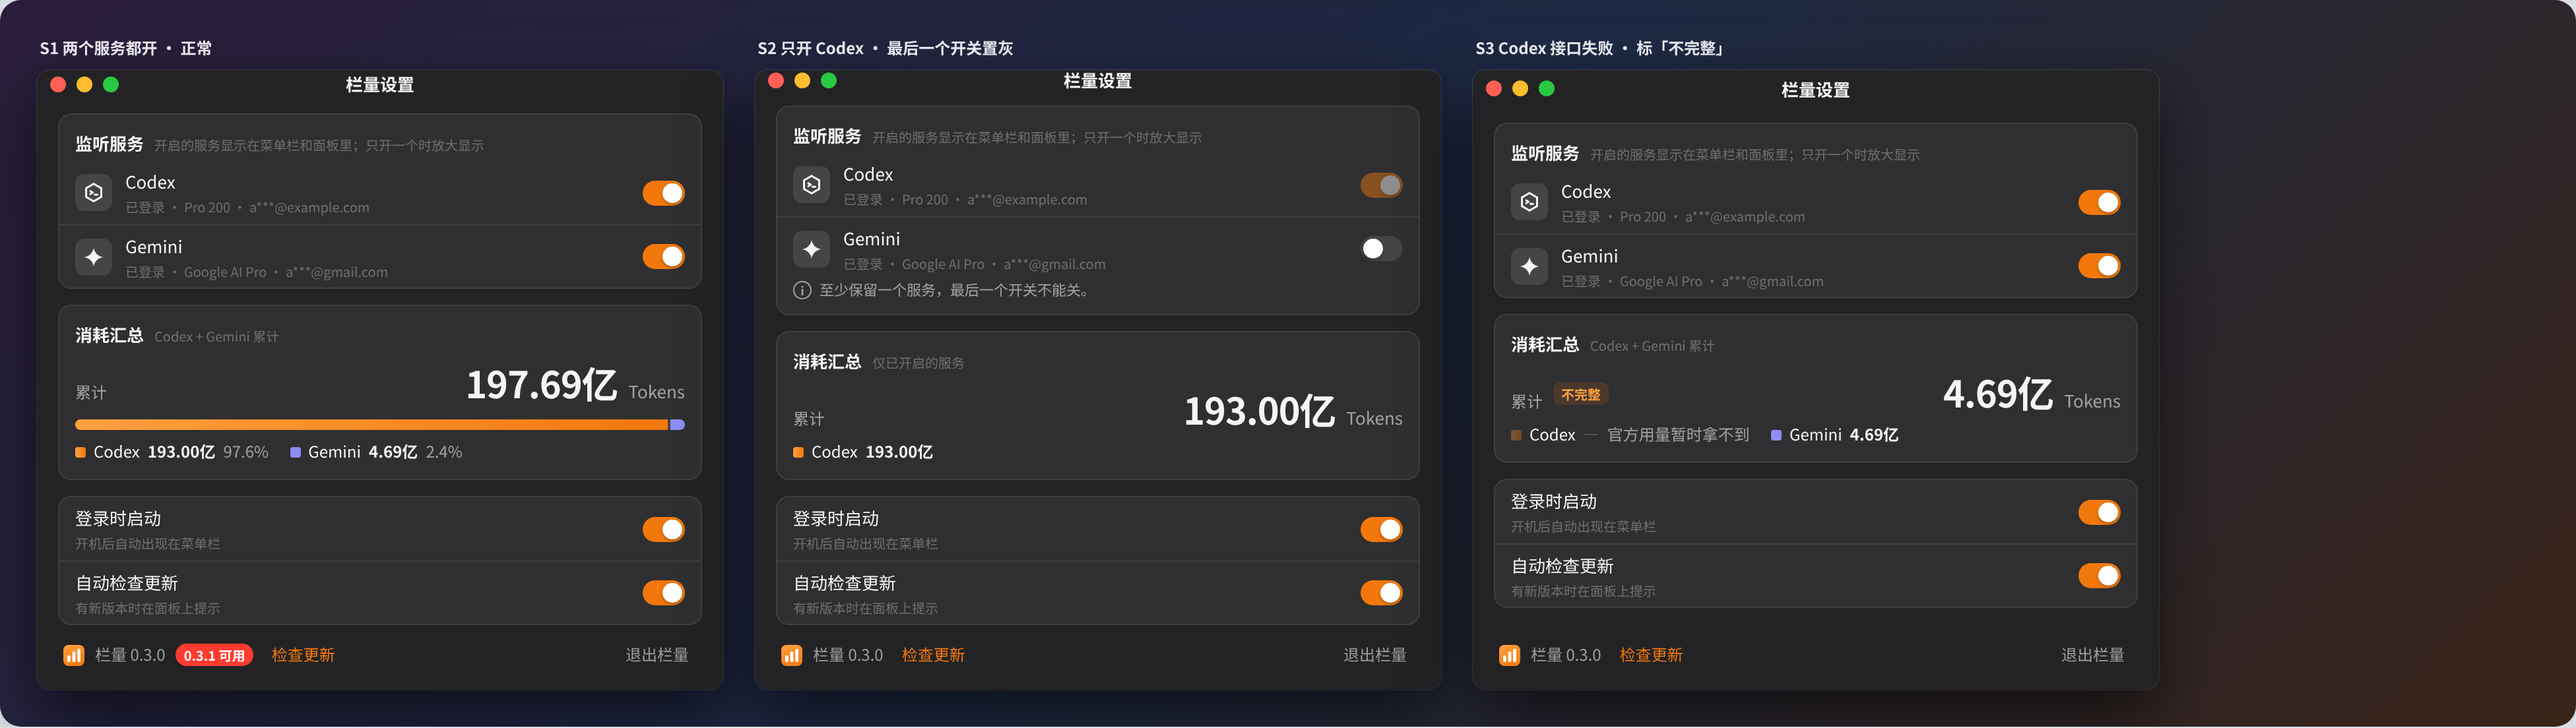 S1 两个服务都开 • 正常
栏量设置
监听服务 开启的服务显示在菜单栏和面板里；只开一个时放大显示
Codex
已登录 • Pro 200 • a***@example.com
Gemini
已登录 • Google AI Pro • a***@gmail.com
消耗汇总 Codex + Gemini 累计
累计 197.69亿 Tokens
Codex 193.00亿 97.6% Gemini 4.69亿 2.4%
登录时启动
开机后自动出现在菜单栏
自动检查更新
有新版本时在面板上提示
栏量 0.3.0 0.3.1 可用 检查更新 退出栏量
S2 只开 Codex • 最后一个开关置灰
栏量设置
监听服务 开启的服务显示在菜单栏和面板里；只开一个时放大显示
Codex
已登录 • Pro 200 • a***@example.com
Gemini
已登录 • Google AI Pro • a***@gmail.com
至少保留一个服务，最后一个开关不能关。
消耗汇总 仅已开启的服务
累计 193.00亿 Tokens
Codex 193.00亿
登录时启动
开机后自动出现在菜单栏
自动检查更新
有新版本时在面板上提示
栏量 0.3.0 检查更新 退出栏量
S3 Codex 接口失败 • 标「不完整」
栏量设置
监听服务 开启的服务显示在菜单栏和面板里；只开一个时放大显示
Codex
已登录 • Pro 200 • a***@example.com
Gemini
已登录 • Google AI Pro • a***@gmail.com
消耗汇总 Codex + Gemini 累计
累计 不完整 4.69亿 Tokens
Codex — 官方用量暂时拿不到 Gemini 4.69亿
登录时启动
开机后自动出现在菜单栏
自动检查更新
有新版本时在面板上提示
栏量 0.3.0 检查更新 退出栏量